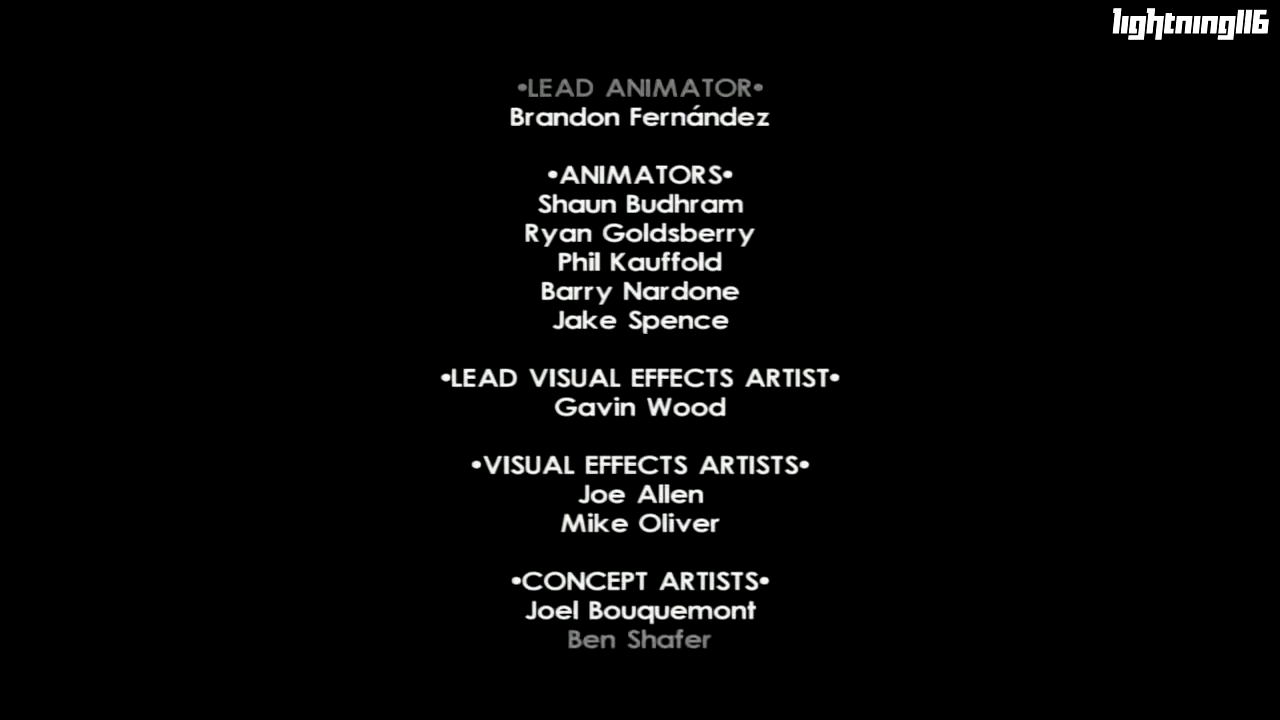 lightning116
•LEAD ANIMATOR•
Brandon Fernández
•ANIMATORS•
Shaun Budhram
Ryan Goldsberry
Phil Kauffold
Barry Nardone
Jake Spence
•LEAD VISUAL EFFECTS ARTIST•
Gavin Wood
•VISUAL EFFECTS ARTISTS•
Joe Allen
Mike Oliver
•CONCEPT ARTISTS•
Joel Bouquemont
Ben Shafer